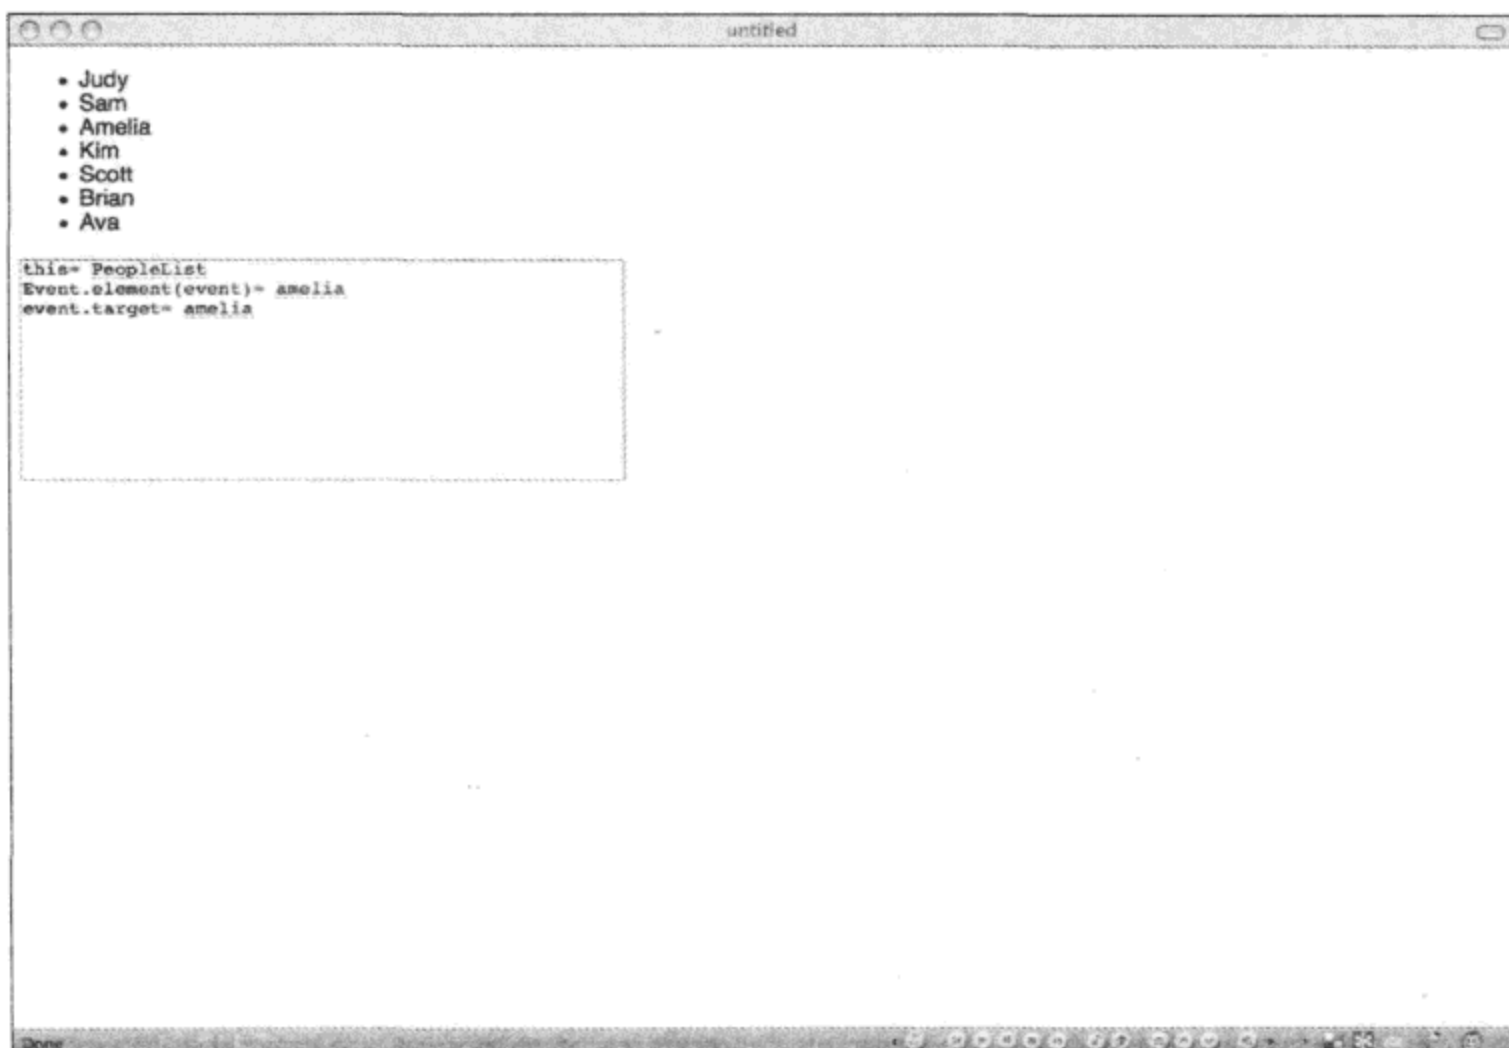 untitled
• Judy
• Sam
• Amelia
• Kim
• Scott
• Brian
• Ava
this= PeopleList
Event.element(event)= amelia
event.target= amelia
Done